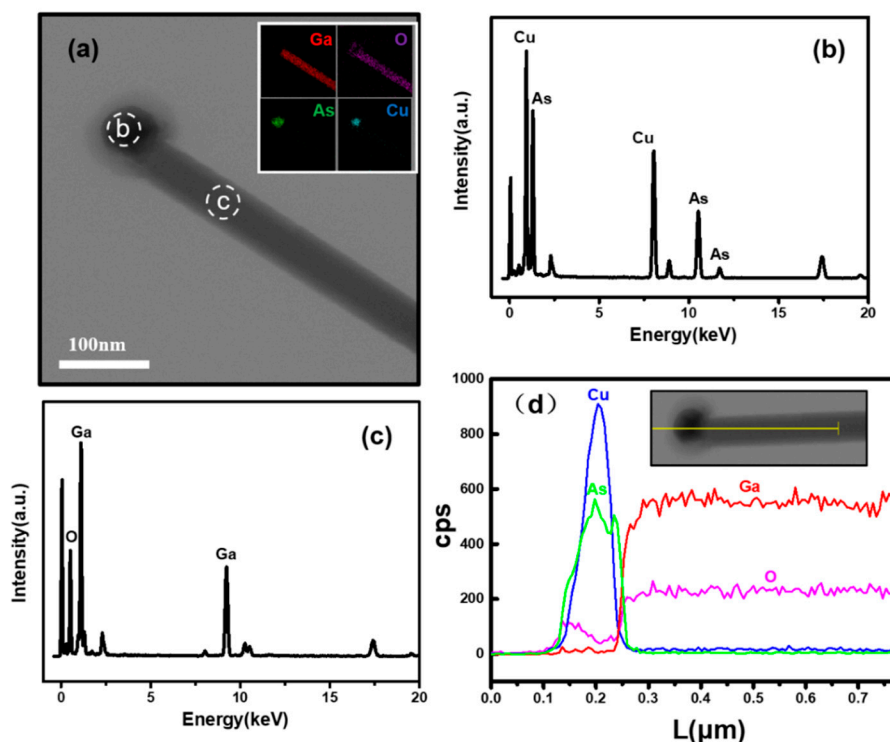 (a)
Ga
O
As
Cu
b
c
100nm
(b)
Cu
As
Cu
As
As
Intensity(a.u.)
0 5 10 15 20
Energy(keV)
(c)
Ga
O
Ga
Intensity(a.u.)
0 5 10 15 20
Energy(keV)
(d)
Cu
As
Ga
O
cps
1000
800
600
400
200
0
0.0 0.1 0.2 0.3 0.4 0.5 0.6 0.7
L(μm)